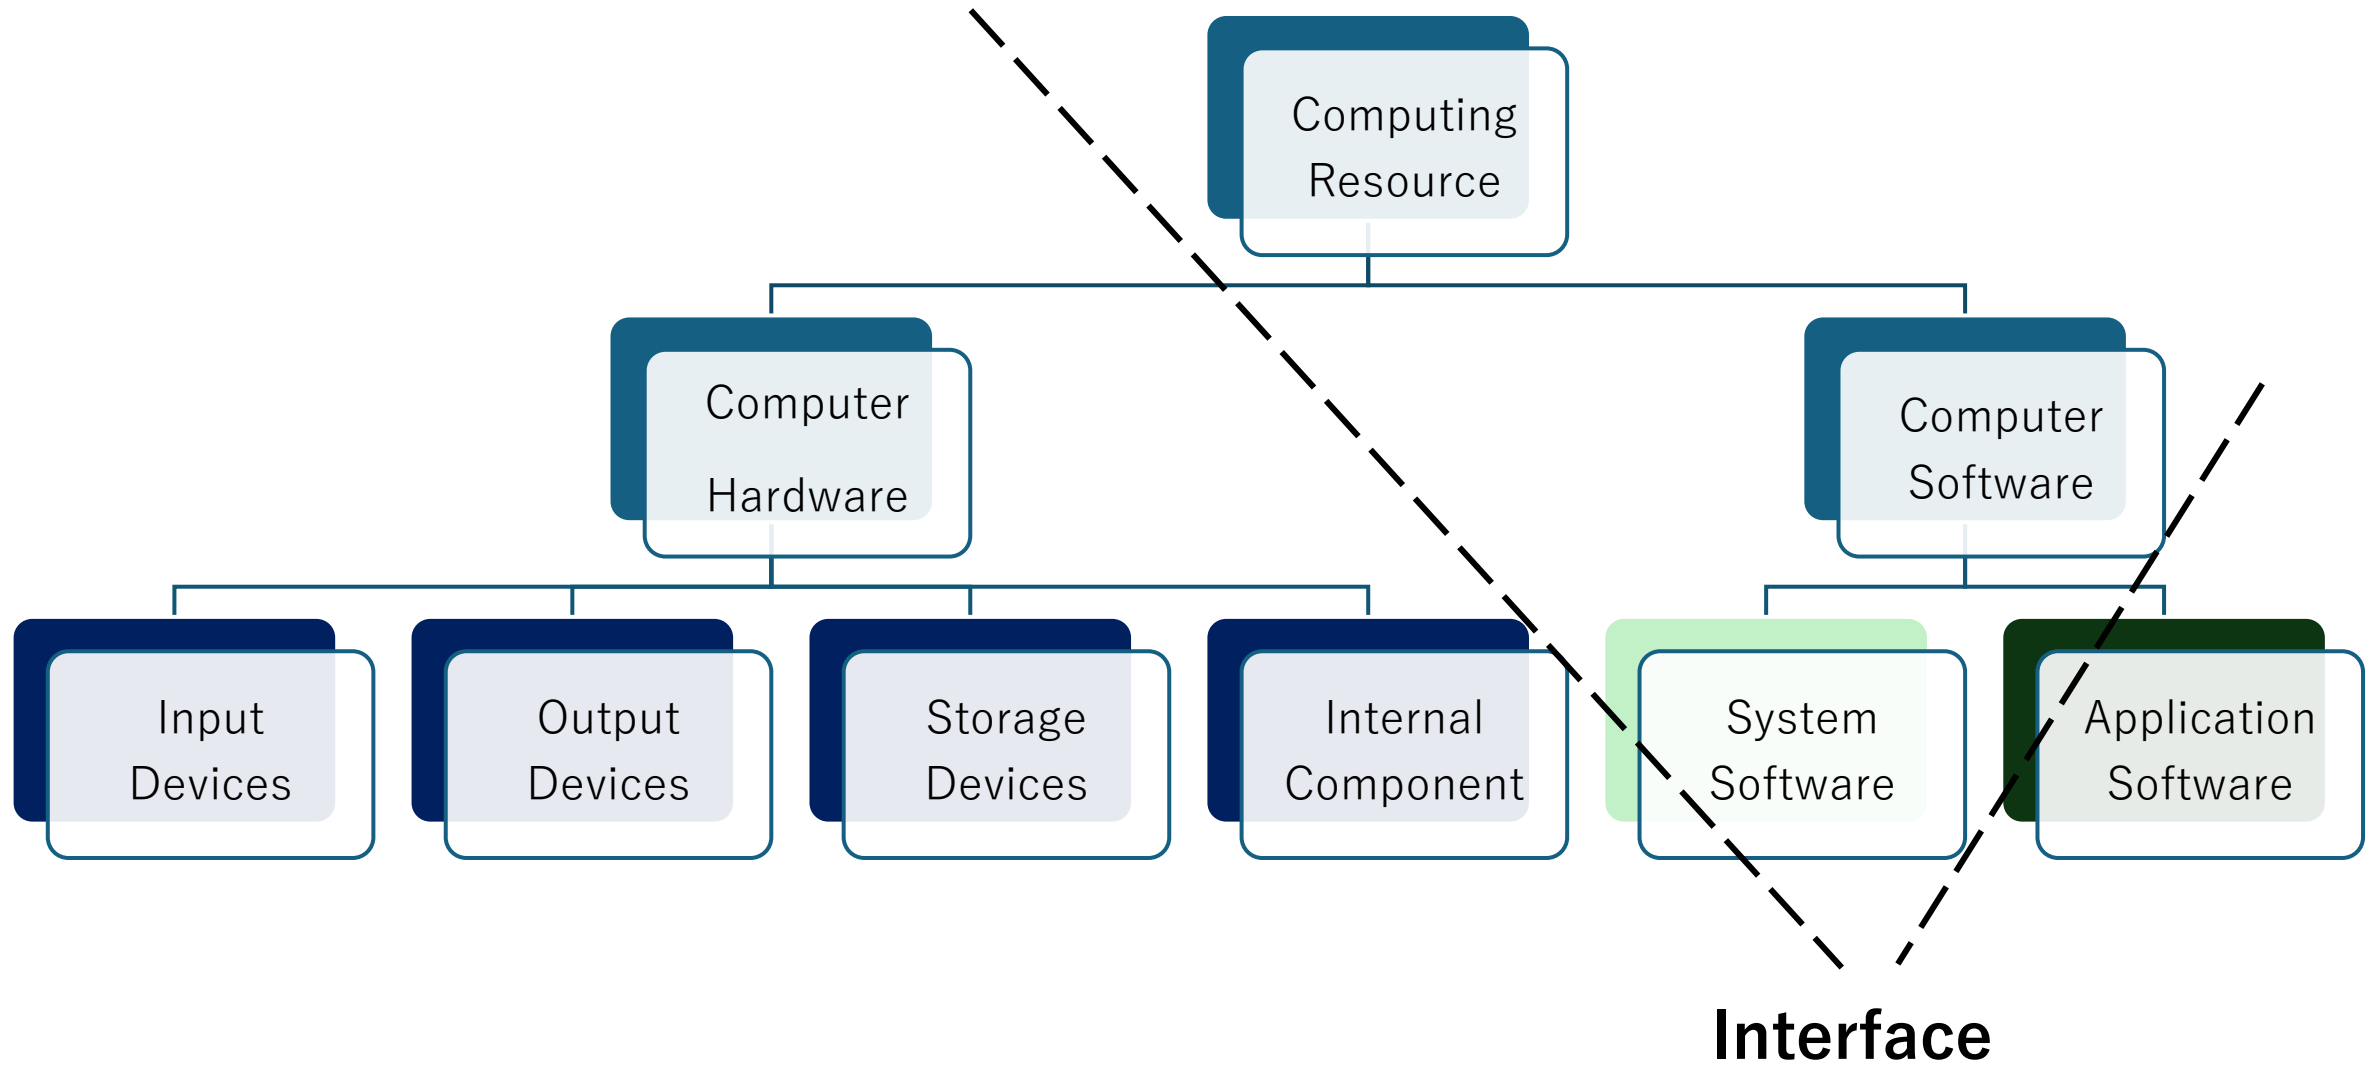 Computing
Resource
Computer
Hardware
Computer
Software
Input
Devices
Output
Devices
Storage
Devices
Internal
Component
System
Software
Application
Software
Interface